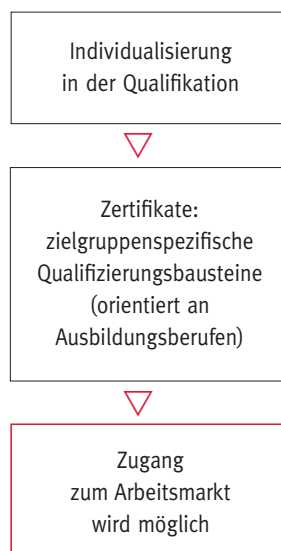 Individualisierung
in der Qualifikation
Zertifikate:
zielgruppenspezifische
Qualifizierungsbausteine
(orientiert an
Ausbildungsberufen)
Zugang
zum Arbeitsmarkt
wird möglich